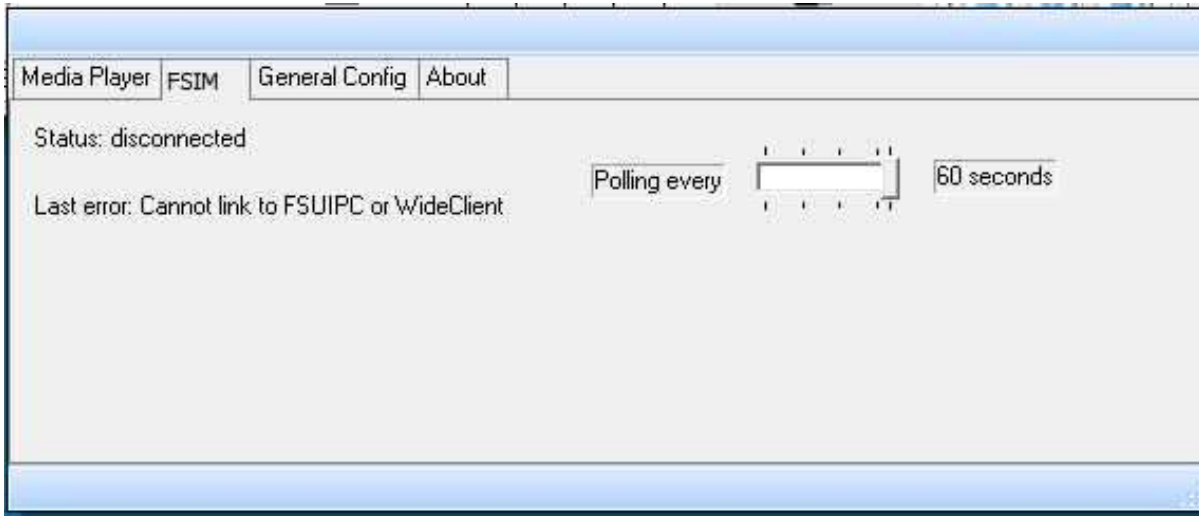 Media Player FSIM General Config About
Status: disconnected
Polling every 60 seconds
Last error: Cannot link to FSUIPC or WideClient